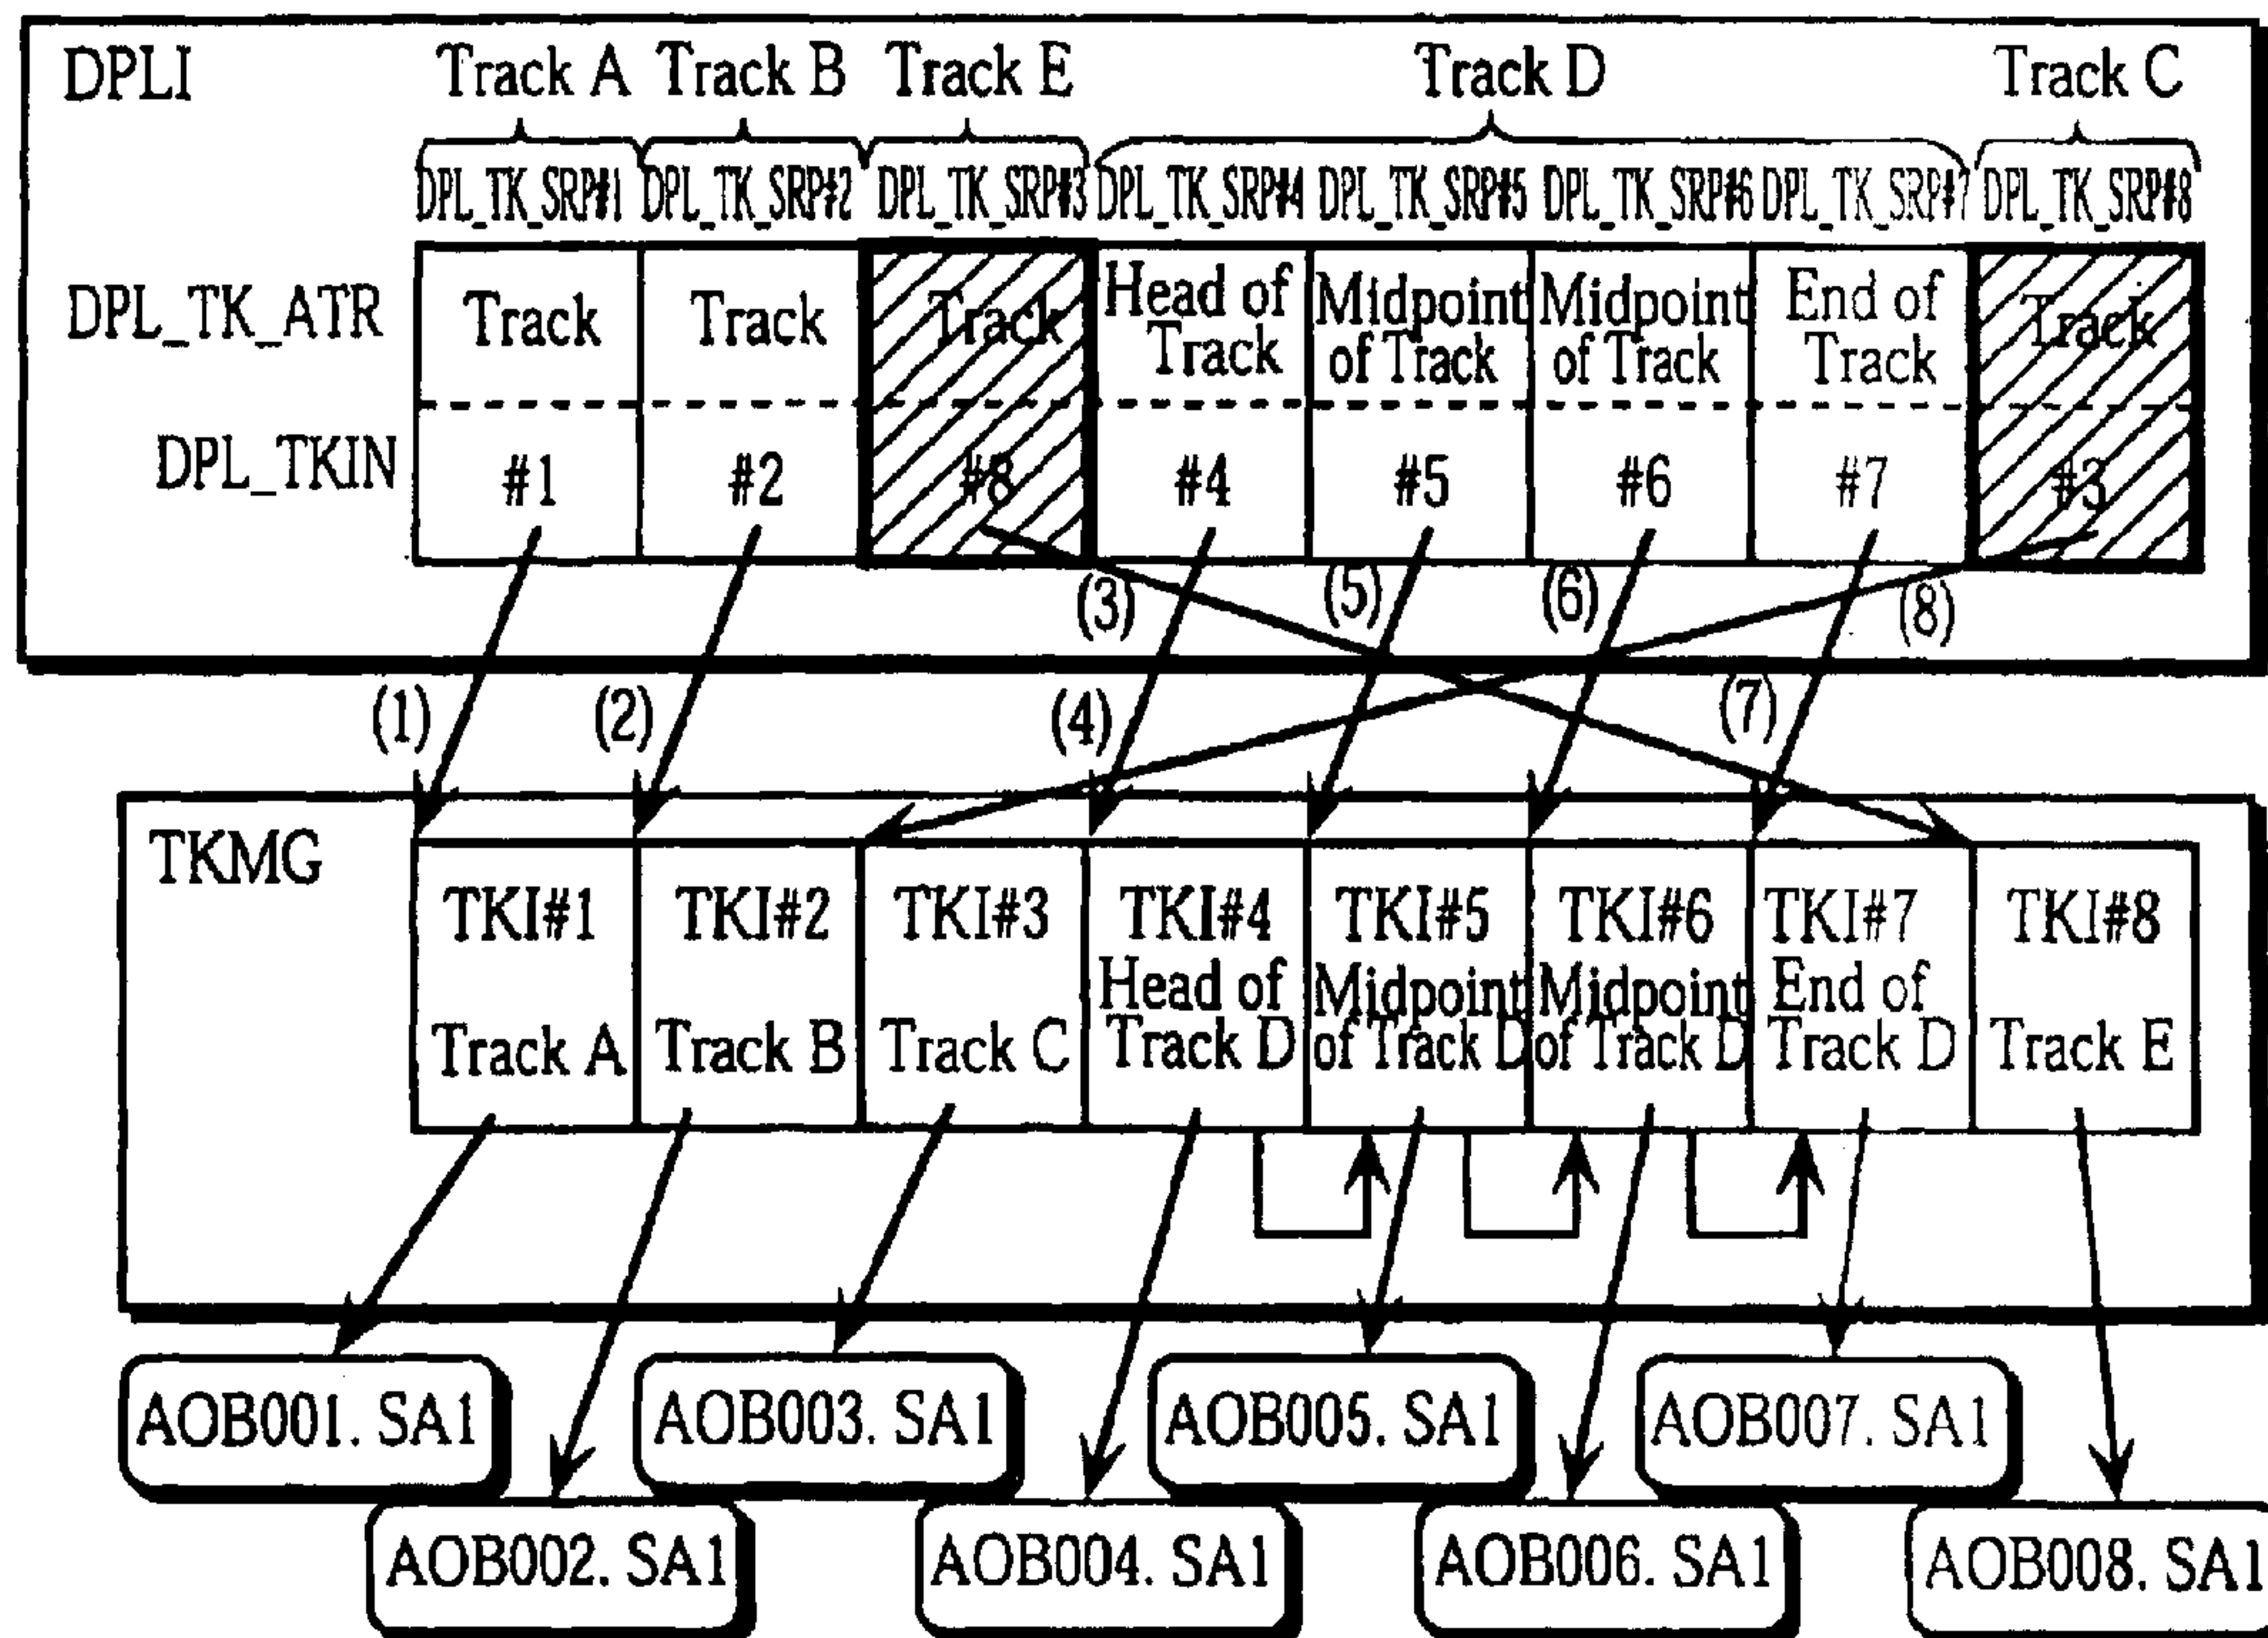 DPLI
Track A Track B Track E Track D Track C
DPL_TK_SRP#1 DPL_TK_SRP#2 DPL_TK_SRP#3 DPL_TK_SRP#4 DPL_TK_SRP#5 DPL_TK_SRP#6 DPL_TK_SRP#7 DPL_TK_SRP#8
DPL_TK_ATR
Track
Track
Track
Head of
Track
Midpoint
of Track
Midpoint
of Track
End of
Track
Track
DPL_TKIN
#1 #2 #8 #4 #5 #6 #7 #3
(3) (5) (6) (8)
(1) (2) (4) (7)
TKMG
TKI#1
Track A
TKI#2
Track B
TKI#3
Track C
TKI#4
Head of
Track D
TKI#5
Midpoint
of Track D
TKI#6
Midpoint
of Track D
TKI#7
End of
Track D
TKI#8
Track E
AOB001. SA1 AOB003. SA1 AOB005. SA1 AOB007. SA1
AOB002. SA1 AOB004. SA1 AOB006. SA1 AOB008. SA1